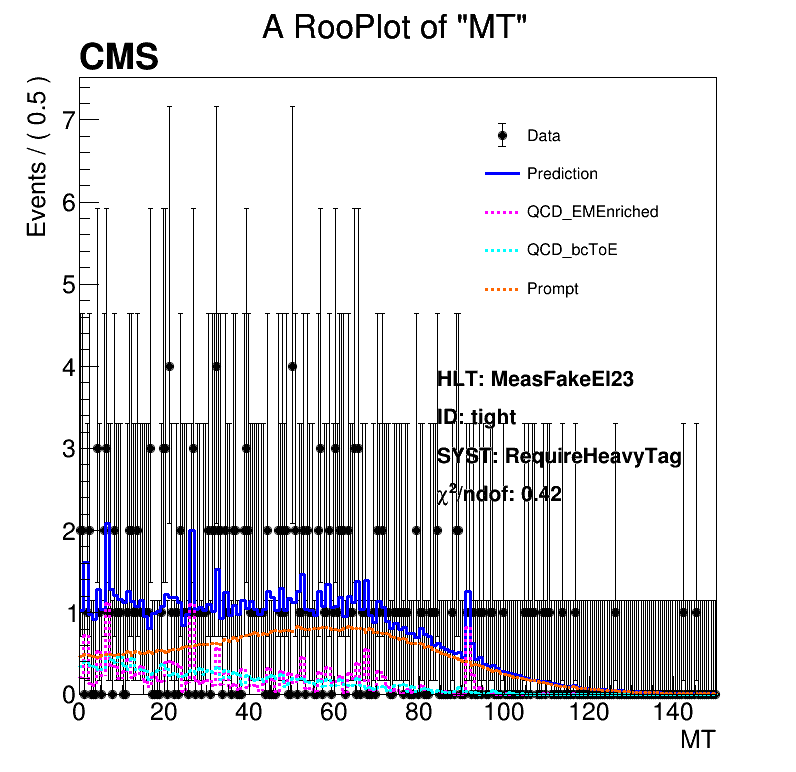 A RooPlot of "MT"
CMS
Events / ( 0.5 )
7
6
5
4
3
2
1
0
Data
Prediction
QCD_EMEnriched
QCD_bcToE
Prompt
HLT: MeasFakeEl23
ID: tight
SYST: RequireHeavyTag
χ²/ndof: 0.42
0 20 40 60 80 100 120 140
MT